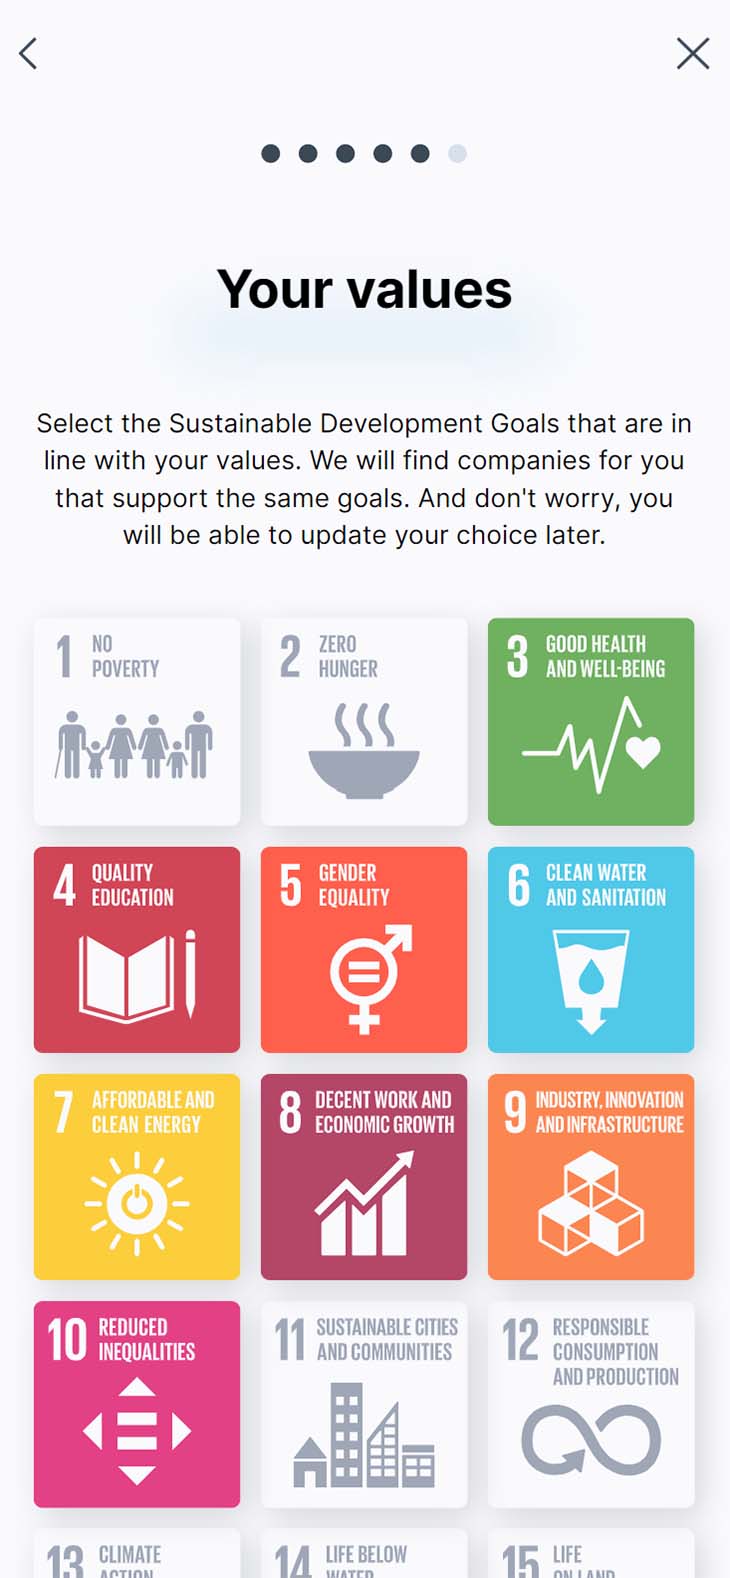 Your values
Select the Sustainable Development Goals that are in
line with your values. We will find companies for you
that support the same goals. And don't worry, you
will be able to update your choice later.
1 NO
POVERTY
2 ZERO
HUNGER
3 GOOD HEALTH
AND WELL-BEING
4 QUALITY
EDUCATION
5 GENDER
EQUALITY
6 CLEAN WATER
AND SANITATION
7 AFFORDABLE AND
CLEAN ENERGY
8 DECENT WORK AND
ECONOMIC GROWTH
9 INDUSTRY, INNOVATION
AND INFRASTRUCTURE
10 REDUCED
INEQUALITIES
11 SUSTAINABLE CITIES
AND COMMUNITIES
12 RESPONSIBLE
CONSUMPTION
AND PRODUCTION
13 CLIMATE
ACTION
14 LIFE BELOW
WATER
15 LIFE
ON LAND